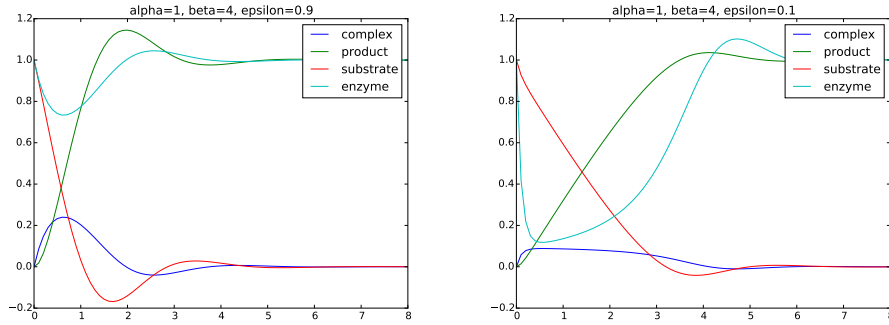 alpha=1, beta=4, epsilon=0.9
1.2
1.0
0.8
0.6
0.4
0.2
0.0
−0.2
0 1 2 3 4 5 6 7 8
complex
product
substrate
enzyme
alpha=1, beta=4, epsilon=0.1
1.2
1.0
0.8
0.6
0.4
0.2
0.0
−0.2
0 1 2 3 4 5 6 7 8
complex
product
substrate
enzyme